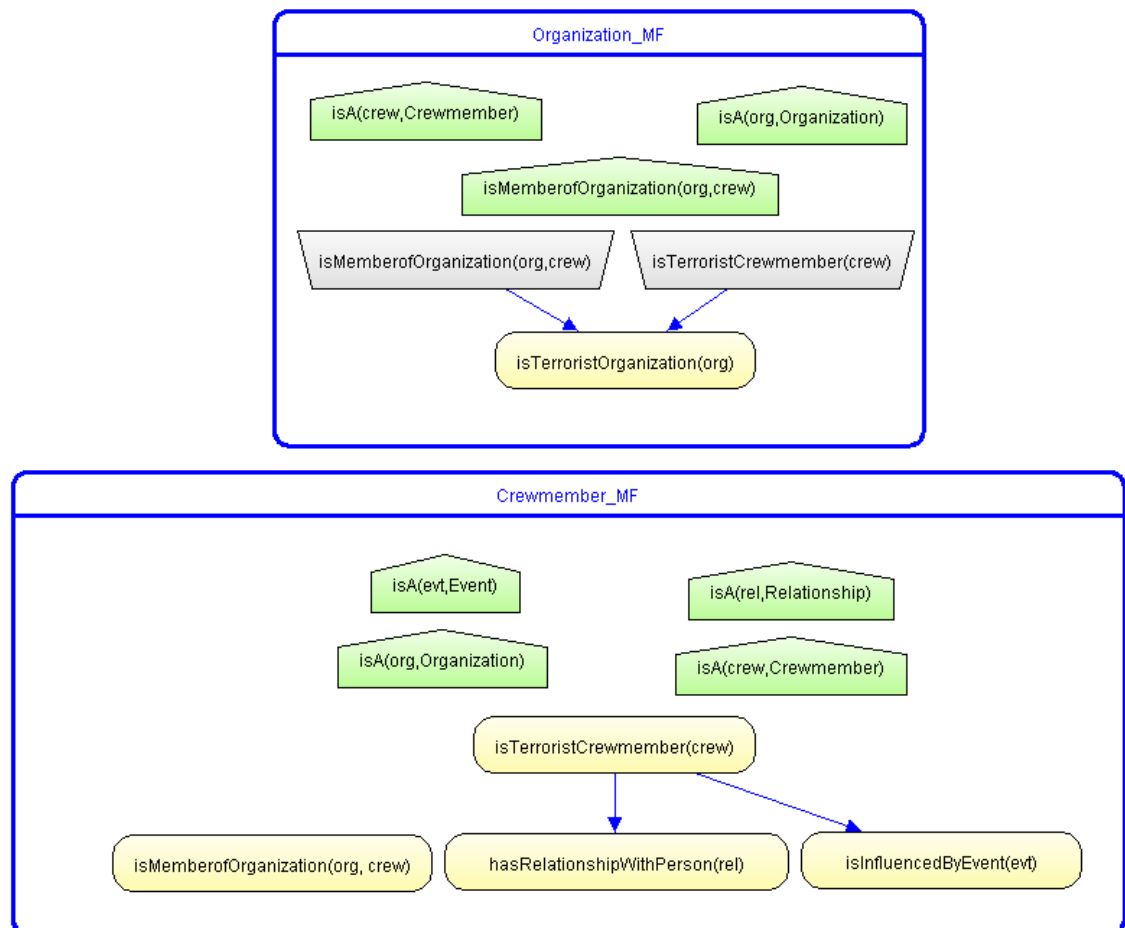 Organization_MF
isA(crew,Crewmember)
isA(org,Organization)
isMemberofOrganization(org,crew)
isMemberofOrganization(org,crew)
isTerroristCrewmember(crew)
isTerroristOrganization(org)
Crewmember_MF
isA(evt,Event)
isA(rel,Relationship)
isA(org,Organization)
isA(crew,Crewmember)
isTerroristCrewmember(crew)
isMemberofOrganization(org, crew)
hasRelationshipWithPerson(rel)
isInfluencedByEvent(evt)